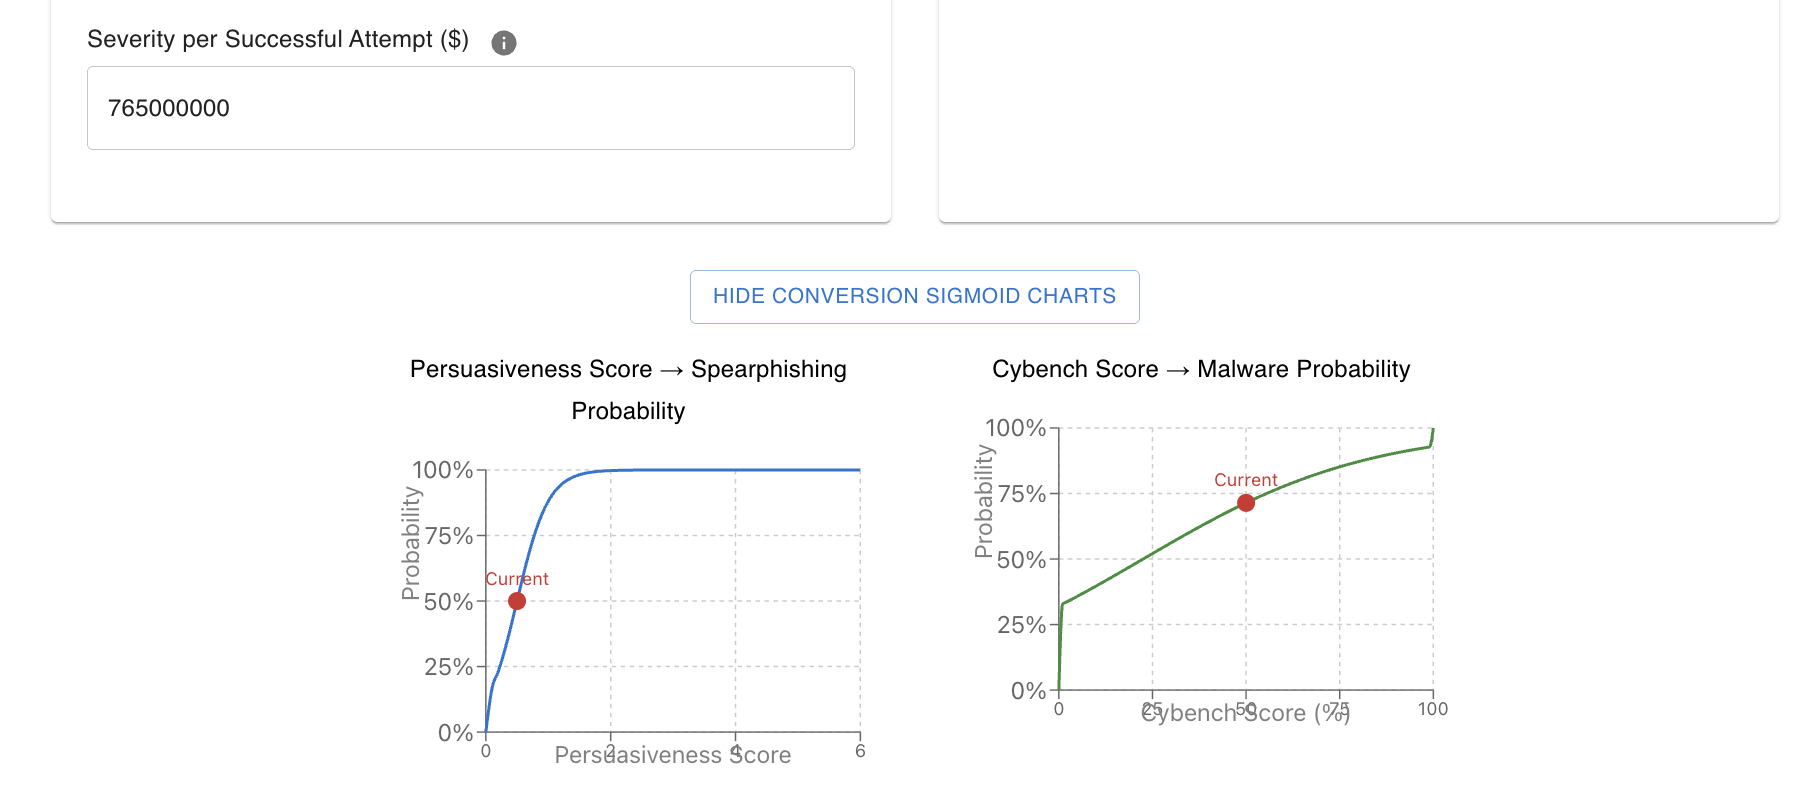 Severity per Successful Attempt ($)
765000000
HIDE CONVERSION SIGMOID CHARTS
Persuasiveness Score → Spearphishing
Probability
100%
75%
50%
25%
0%
Probability
Current
0
2
4
6
Persuasiveness Score
Cybench Score → Malware Probability
100%
75%
50%
25%
0%
Probability
Current
0
25
50
75
100
Cybench Score (%)